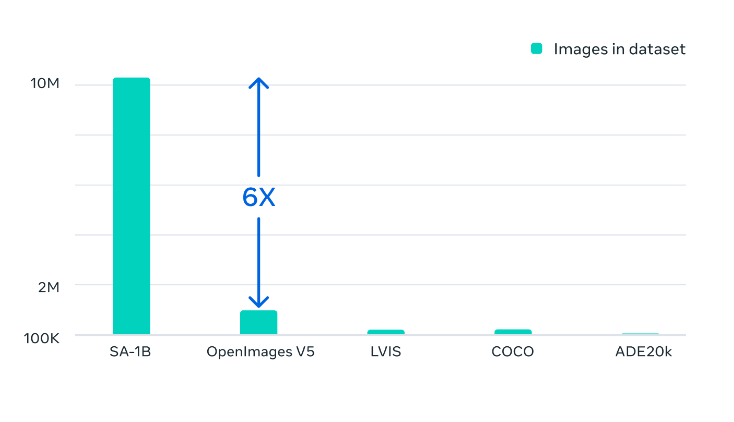 Images in dataset
10M
6X
2M
100K
SA-1B OpenImages V5 LVIS COCO ADE20k